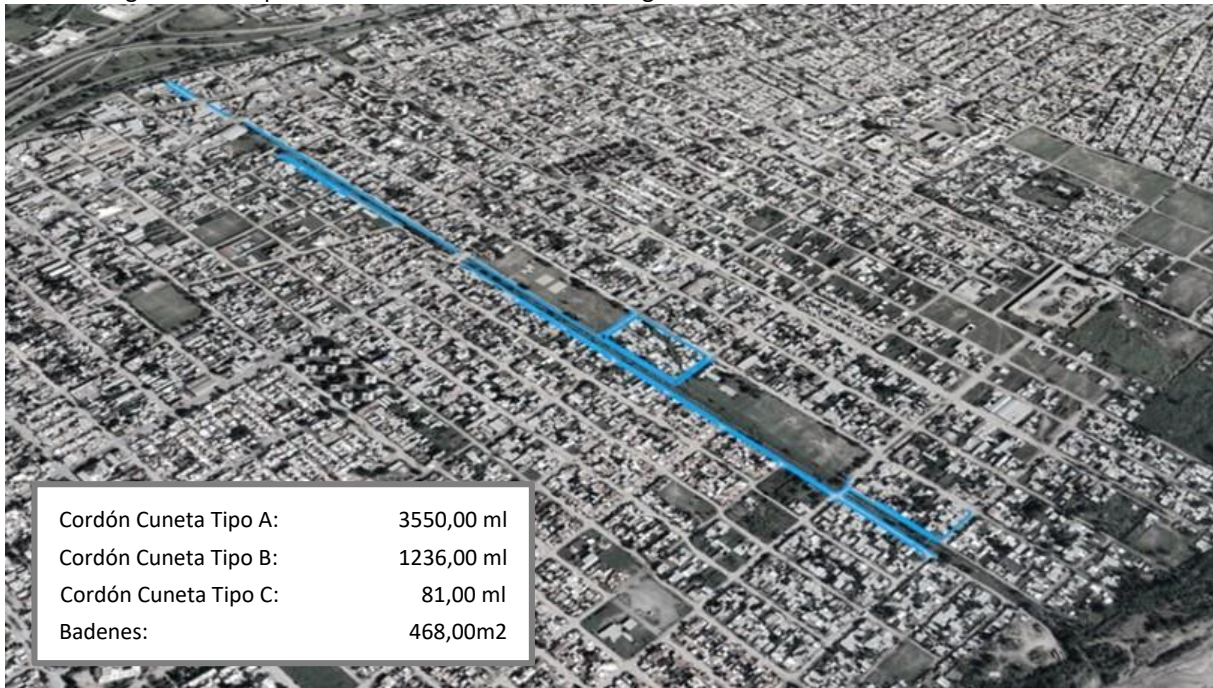 Cordón Cuneta Tipo A: 3550,00 ml
Cordón Cuneta Tipo B: 1236,00 ml
Cordón Cuneta Tipo C: 81,00 ml
Badenes: 468,00m2